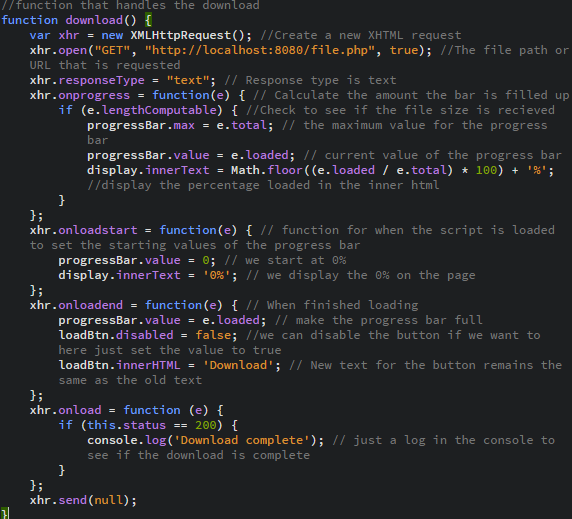 //function that handles the download
function download() {
var xhr = new XMLHttpRequest(); //Create a new XHTML request
xhr.open("GET", "http://localhost:8080/file.php", true); //The file path or
URL that is requested
xhr.responseType = "text"; // Response type is text
xhr.onprogress = function(e) { // Calculate the amount the bar is filled up
if (e.lengthComputable) { //Check to see if the file size is recieved
progressBar.max = e.total; // the maximum value for the progress
bar
progressBar.value = e.loaded; // current value of the progress bar
display.innerText = Math.floor((e.loaded / e.total) * 100) + '%';
//display the percentage loaded in the inner html
}
};
xhr.onloadstart = function(e) { // function for when the script is loaded
to set the starting values of the progress bar
progressBar.value = 0; // we start at 0%
display.innerText = '0%'; // we display the 0% on the page
};
xhr.onloadend = function(e) { // When finished loading
progressBar.value = e.loaded; // make the progress bar full
loadBtn.disabled = false; //we can disable the button if we want to
here just set the value to true
loadBtn.innerHTML = 'Download'; // New text for the button remains the
same as the old text
};
xhr.onload = function (e) {
if (this.status == 200) {
console.log('Download complete'); // just a log in the console to
see if the download is complete
}
};
xhr.send(null);
}